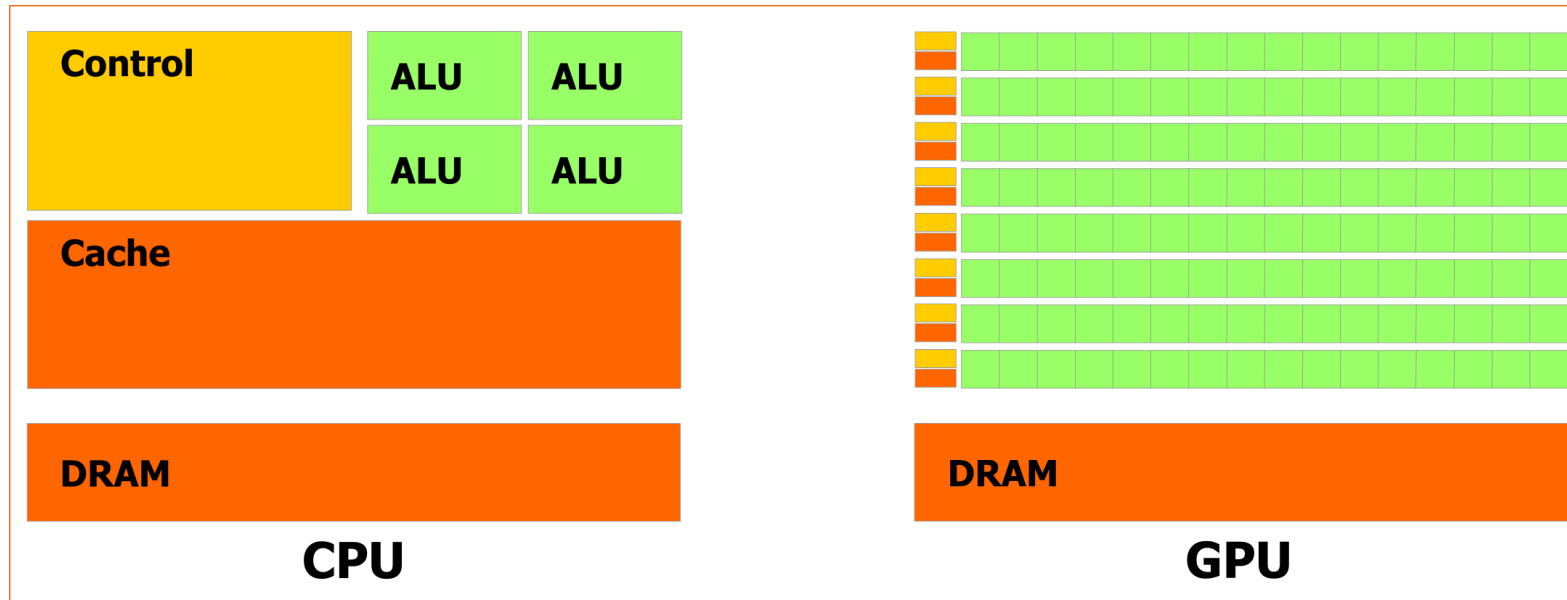 Control
ALU ALU
ALU ALU
Cache
DRAM
CPU
DRAM
GPU